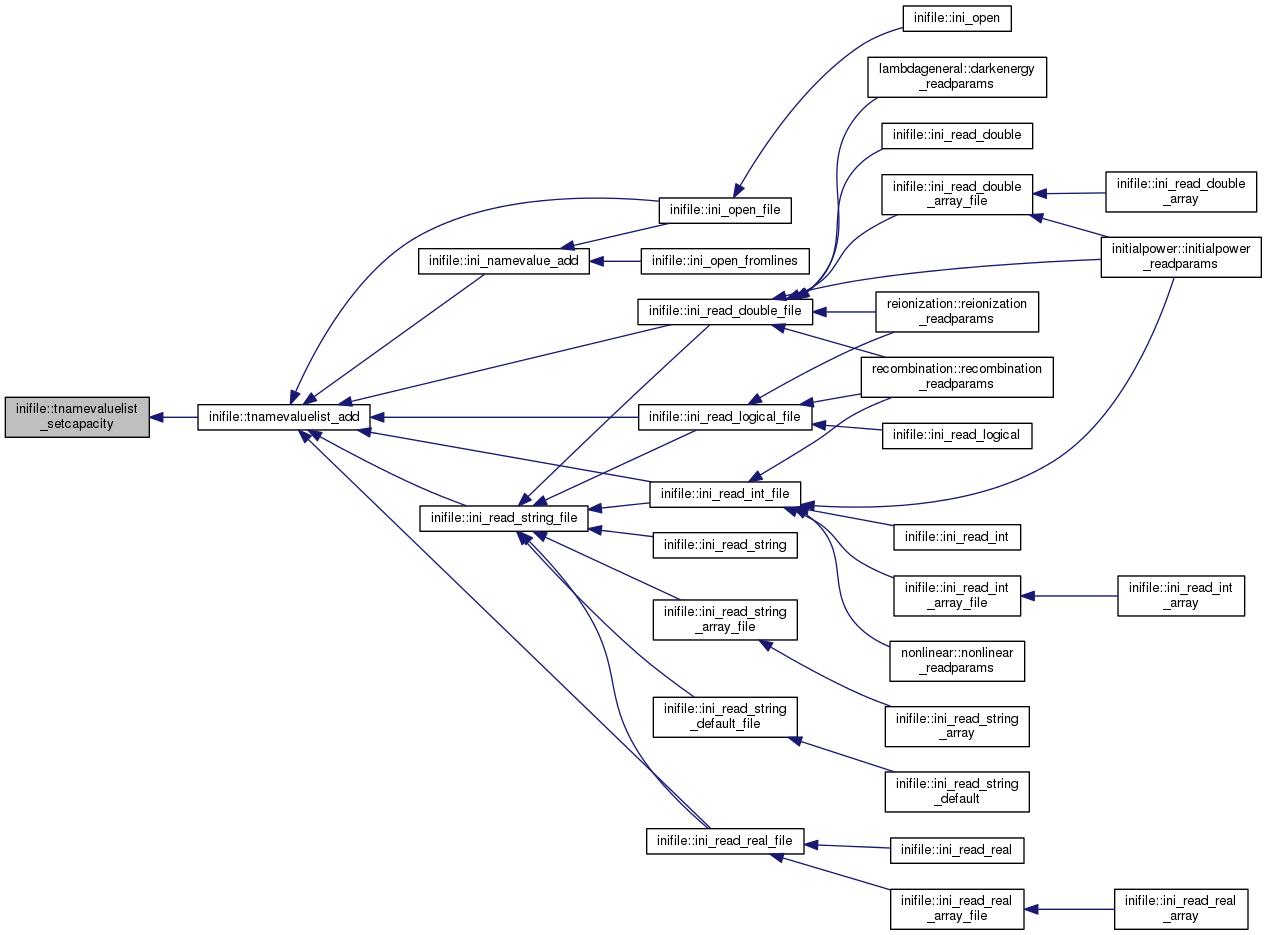 inifile::ini_open
lambdageneral::darkenergy
_readparams
inifile::ini_read_double
inifile::ini_read_double
_array_file
inifile::ini_read_double
_array
inifile::ini_open_file
initialpower::initialpower
_readparams
inifile::ini_namevalue_add
inifile::ini_open_fromlines
inifile::ini_read_double_file
reionization::reionization
_readparams
recombination::recombination
_readparams
inifile::tnamevaluelist
_setcapacity
inifile::tnamevaluelist_add
inifile::ini_read_logical_file
inifile::ini_read_logical
inifile::ini_read_int_file
inifile::ini_read_string_file
inifile::ini_read_int
inifile::ini_read_string
inifile::ini_read_int
_array_file
inifile::ini_read_int
_array
inifile::ini_read_string
_array_file
nonlinear::nonlinear
_readparams
inifile::ini_read_string
_default_file
inifile::ini_read_string
_array
inifile::ini_read_string
_default
inifile::ini_read_real_file
inifile::ini_read_real
inifile::ini_read_real
_array_file
inifile::ini_read_real
_array